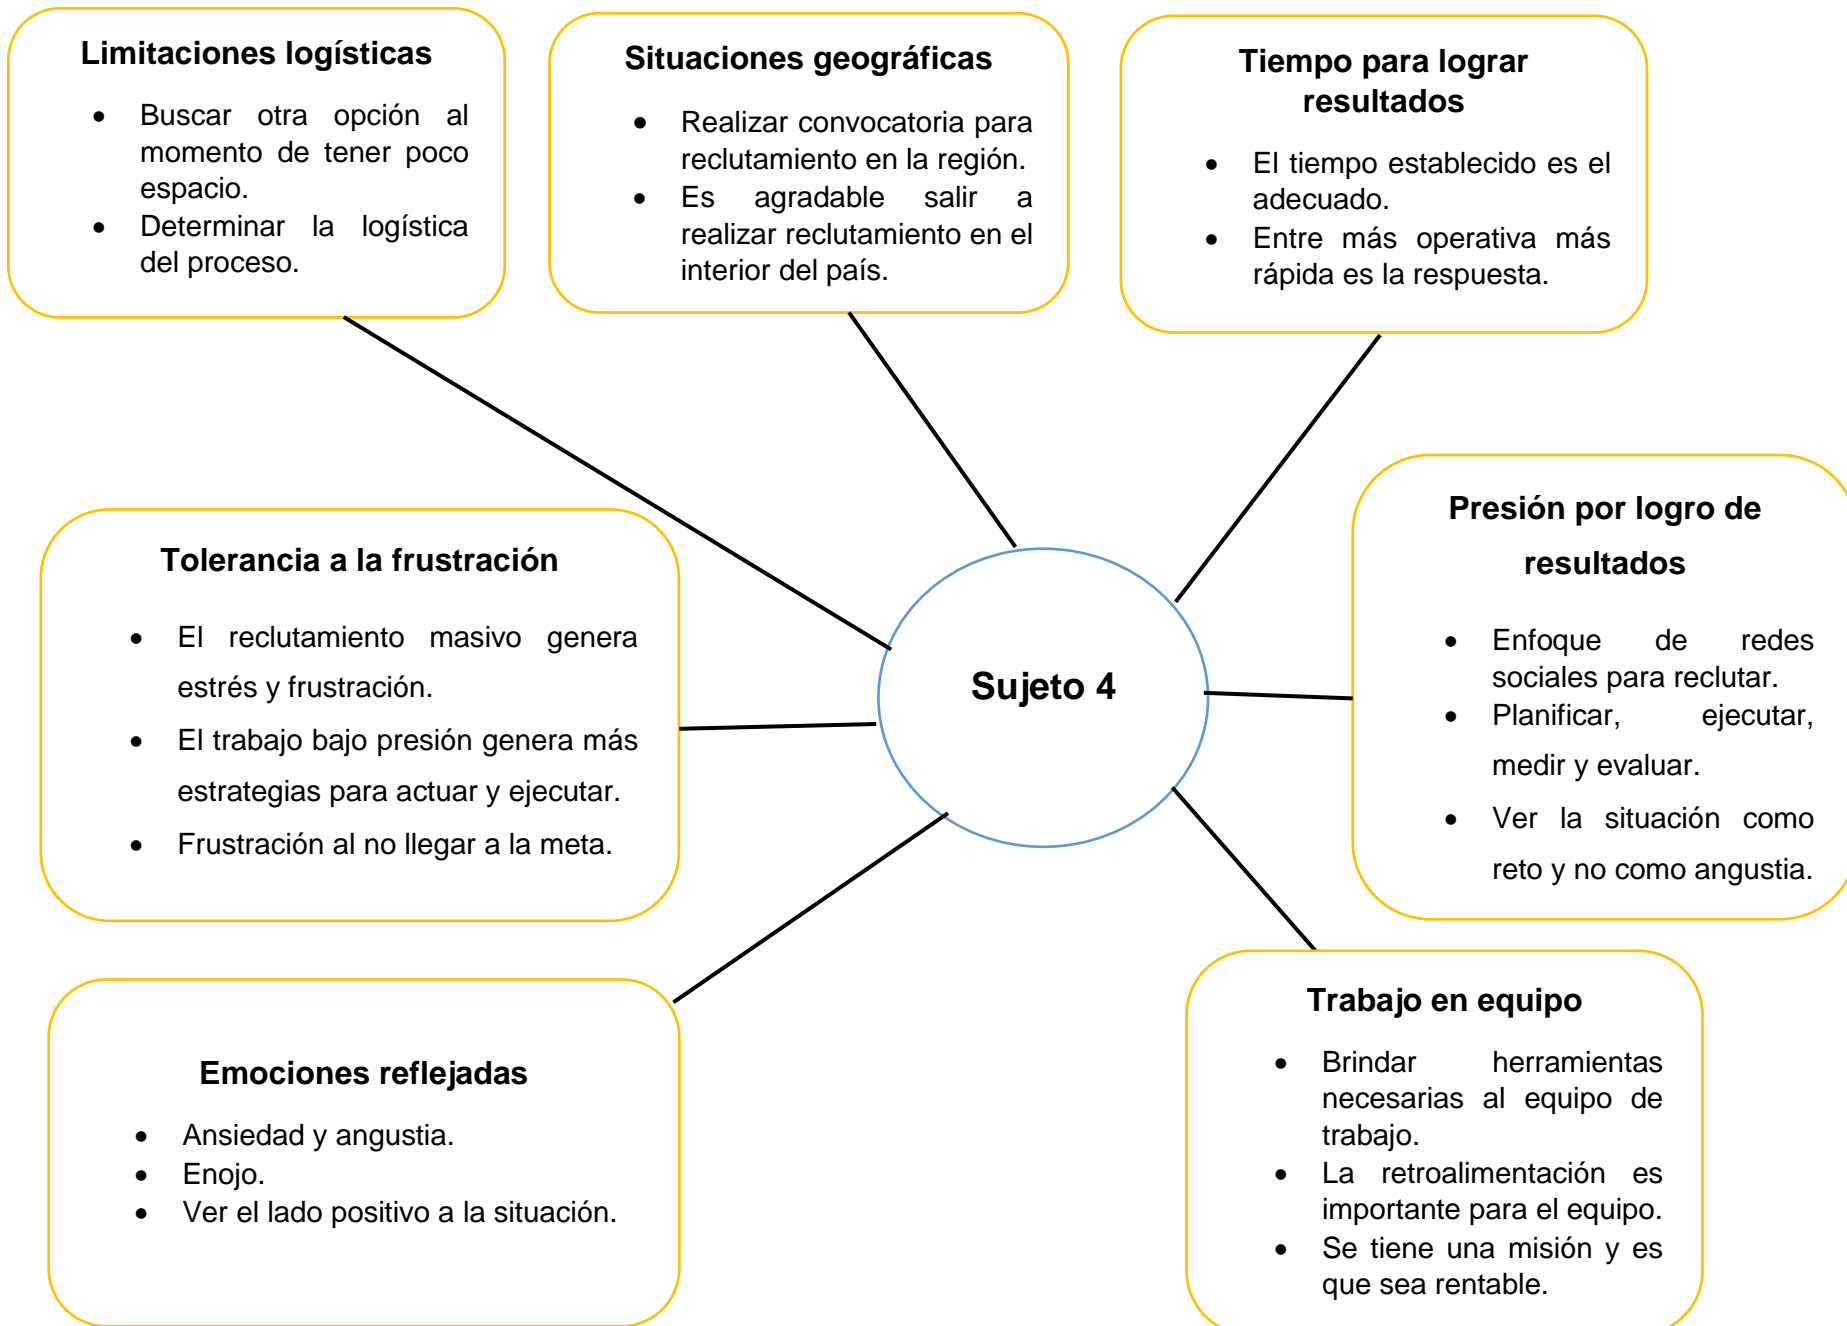 Limitaciones logísticas
• Buscar otra opción al
momento de tener poco
espacio.
• Determinar la logística
del proceso.
Situaciones geográficas
• Realizar convocatoria para
reclutamiento en la región.
• Es agradable salir a
realizar reclutamiento en el
interior del país.
Tiempo para lograr
resultados
• El tiempo establecido es el
adecuado.
• Entre más operativa más
rápida es la respuesta.
Tolerancia a la frustración
• El reclutamiento masivo genera
estrés y frustración.
• El trabajo bajo presión genera más
estrategias para actuar y ejecutar.
• Frustración al no llegar a la meta.
Sujeto 4
Presión por logro de
resultados
• Enfoque de redes
sociales para reclutar.
• Planificar, ejecutar,
medir y evaluar.
• Ver la situación como
reto y no como angustia.
Emociones reflejadas
• Ansiedad y angustia.
• Enojo.
• Ver el lado positivo a la situación.
Trabajo en equipo
• Brindar herramientas
necesarias al equipo de
trabajo.
• La retroalimentación es
importante para el equipo.
• Se tiene una misión y es
que sea rentable.